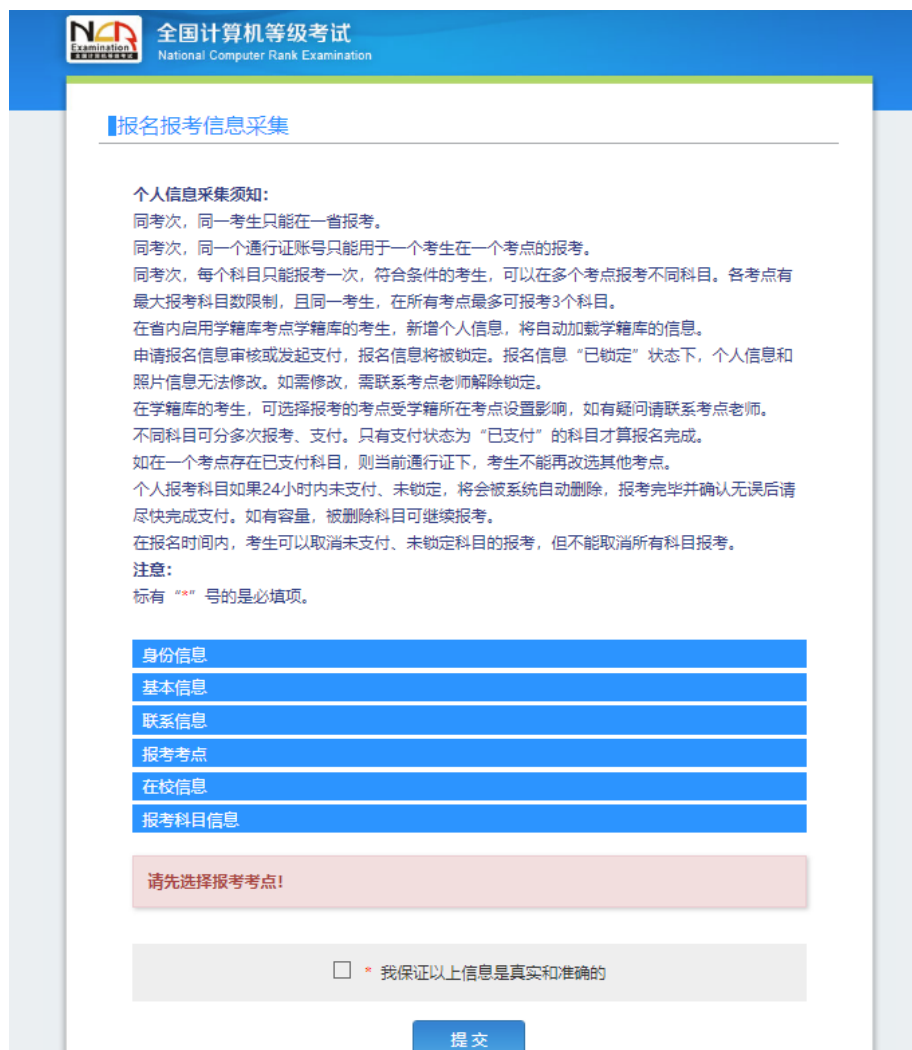 NCR
Examination
全国计算机等级考试
National Computer Rank Examination
报名报考信息采集
个人信息采集须知：
同考次，同一考生只能在一省报考。
同考次，同一个通行证账号只能用于一个考生在一个考点的报考。
同考次，每个科目只能报考一次，符合条件的考生，可以在多个考点报考不同科目。各考点有
最大报考科目数限制，且同一考生，在所有考点最多可报考3个科目。
在省内启用学籍库考点学籍库的考生，新增个人信息，将自动加载学籍库的信息。
申请报名信息审核或发起支付，报名信息将被锁定。报名信息“已锁定”状态下，个人信息和
照片信息无法修改。如需修改，需联系考点老师解除锁定。
在学籍库的考生，可选择报考的考点受学籍所在考点设置影响，如有疑问请联系考点老师。
不同科目可分多次报考、支付。只有支付状态为“已支付”的科目才算报名完成。
如在一个考点存在已支付科目，则当前通行证下，考生不能再改选其他考点。
个人报考科目如果24小时内未支付、未锁定，将会被系统自动删除，报考完毕并确认无误后请
尽快完成支付。如有容量，被删除科目可继续报考。
在报名时间内，考生可以取消未支付、未锁定科目的报考，但不能取消所有科目报考。
注意：
标有“*”号的是必填项。
身份信息
基本信息
联系信息
报考考点
在校信息
报考科目信息
请先选择报考考点!
* 我保证以上信息是真实和准确的
提交